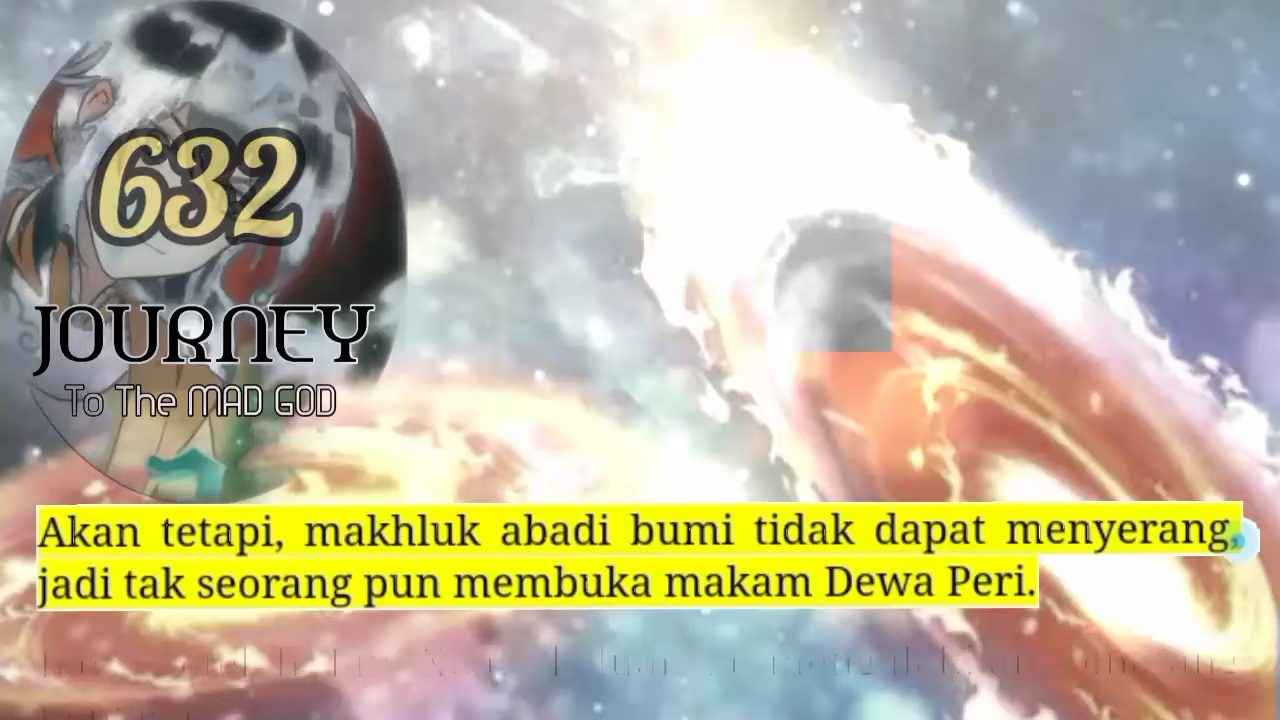 632
JOURNEY
To The MAD GOD
Akan tetapi, makhluk abadi bumi tidak dapat menyerang,
jadi tak seorang pun membuka makam Dewa Peri.